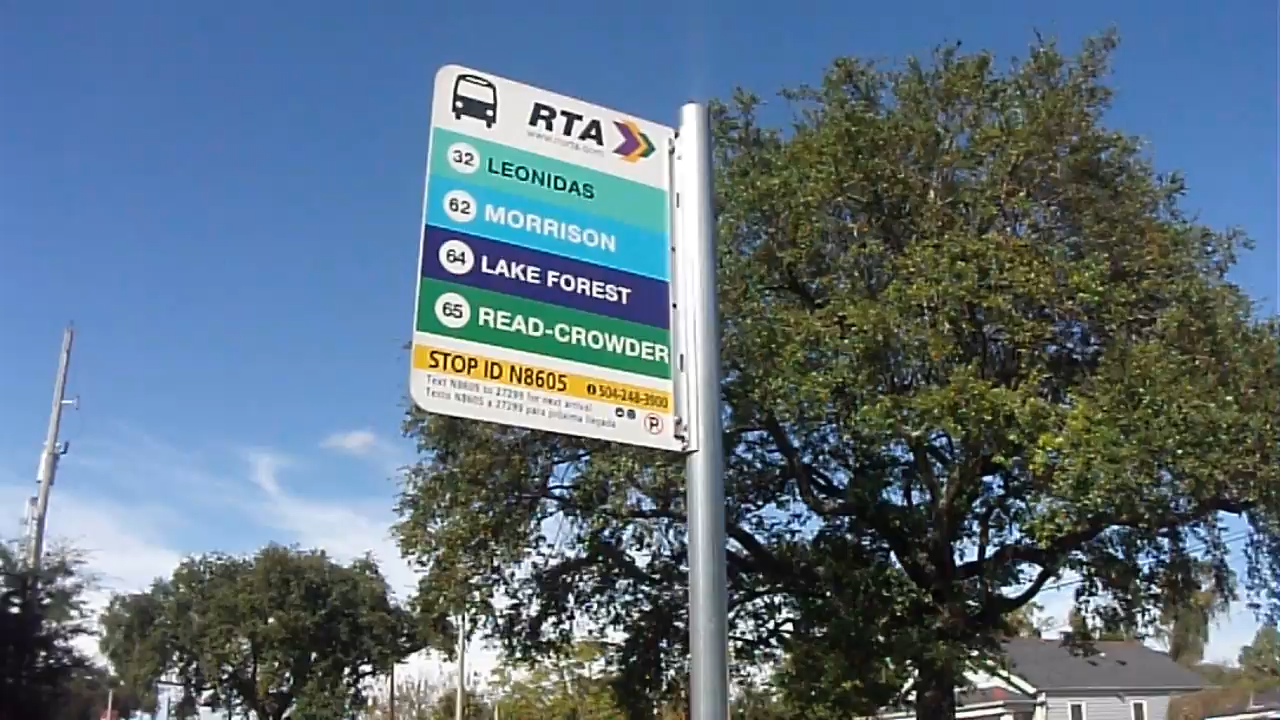 RTA
www.norta.com
32 LEONIDAS
62 MORRISON
64 LAKE FOREST
65 READ-CROWDER
STOP ID N8605 504-248-3900
Text N8605 to 27299 for next arrival
Texto N8605 a 27299 para próxima llegada
P